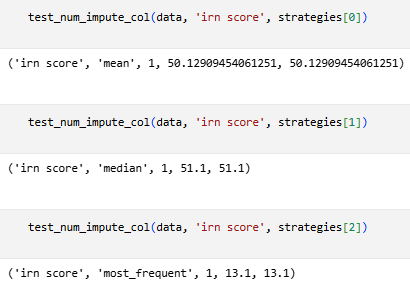 test_num_impute_col(data, 'irn score', strategies[0])
('irn score', 'mean', 1, 50.12909454061251, 50.12909454061251)
test_num_impute_col(data, 'irn score', strategies[1])
('irn score', 'median', 1, 51.1, 51.1)
test_num_impute_col(data, 'irn score', strategies[2])
('irn score', 'most_frequent', 1, 13.1, 13.1)